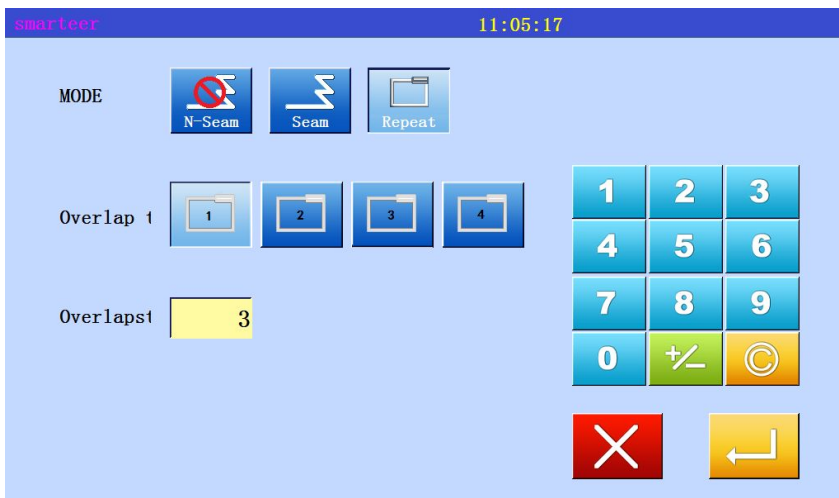 smarteer 11:05:17
MODE N-Seam Seam Repeat
Overlap t 1 2 3 4
Overlapst 3
1 2 3
4 5 6
7 8 9
0 +/− ©